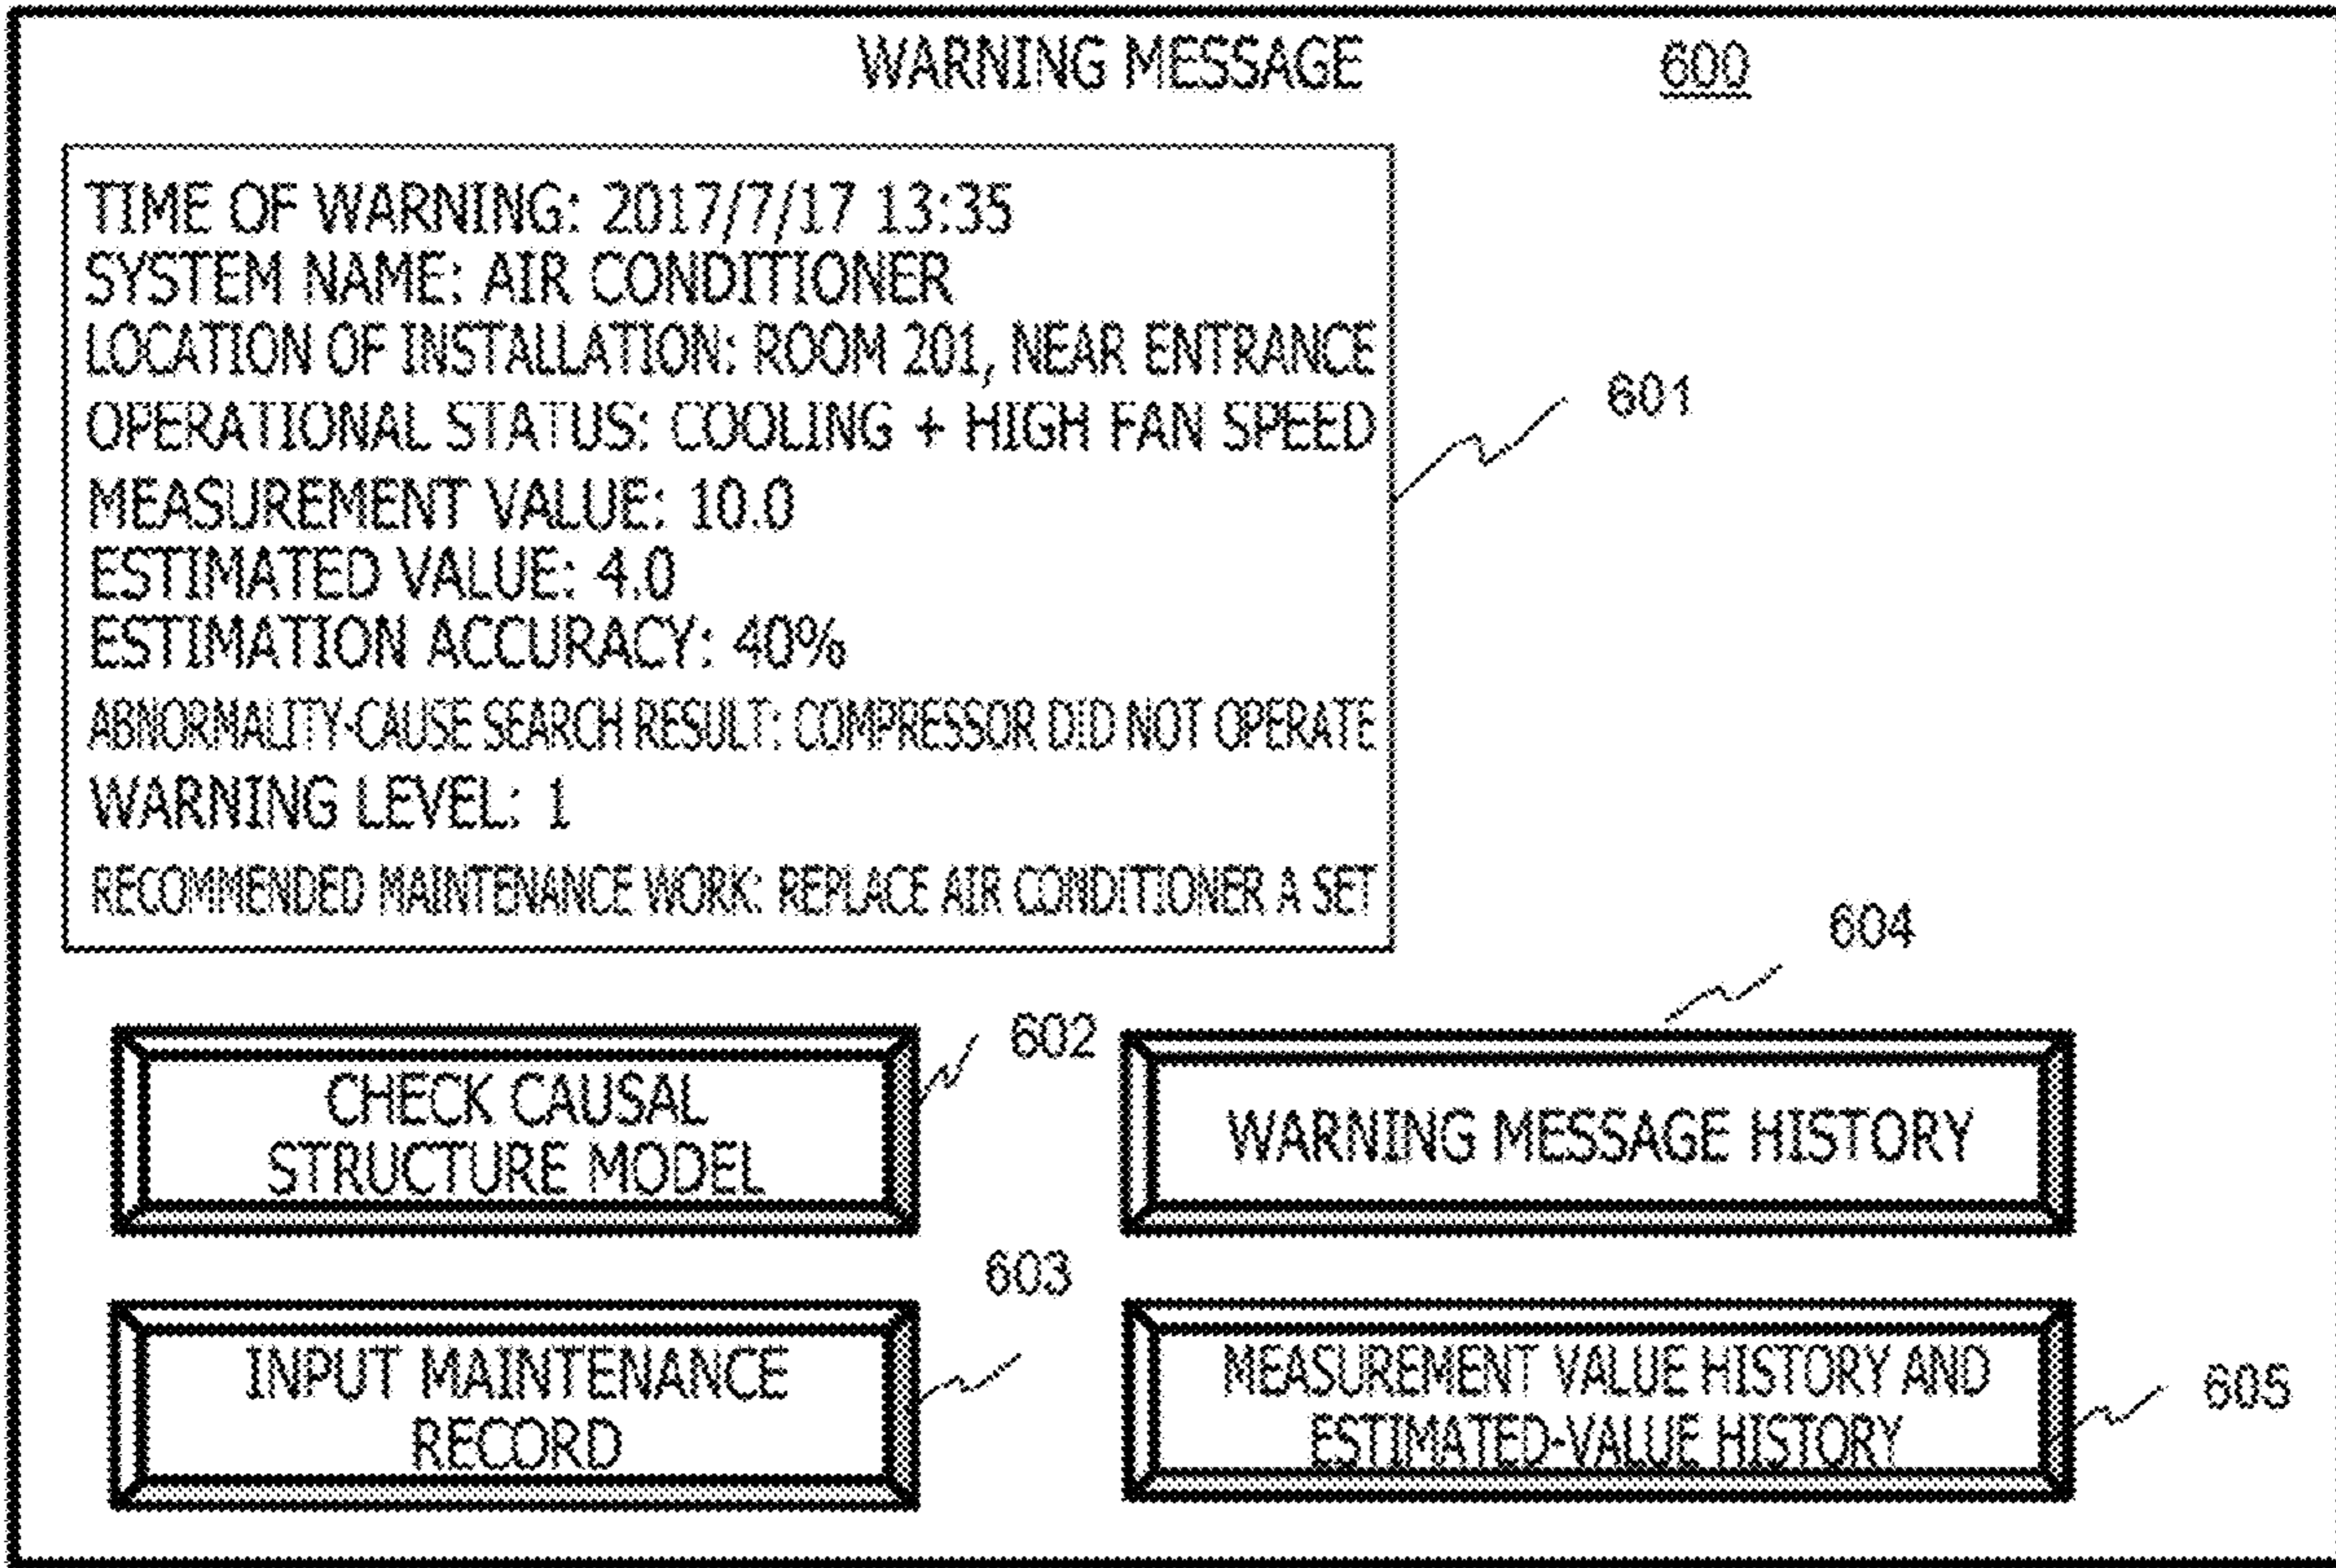 WARNING MESSAGE 600
TIME OF WARNING: 2017/7/17 13:35
SYSTEM NAME: AIR CONDITIONER
LOCATION OF INSTALLATION: ROOM 201, NEAR ENTRANCE
OPERATIONAL STATUS: COOLING + HIGH FAN SPEED
601
MEASUREMENT VALUE: 10.0
ESTIMATED VALUE: 4.0
ESTIMATION ACCURACY: 40%
ABNORMALITY-CAUSE SEARCH RESULT: COMPRESSOR DID NOT OPERATE
WARNING LEVEL: 1
RECOMMENDED MAINTENANCE WORK: REPLACE AIR CONDITIONER A SET
604
602
CHECK CAUSAL
STRUCTURE MODEL
WARNING MESSAGE HISTORY
603
INPUT MAINTENANCE
RECORD
MEASUREMENT VALUE HISTORY AND
ESTIMATED-VALUE HISTORY
605